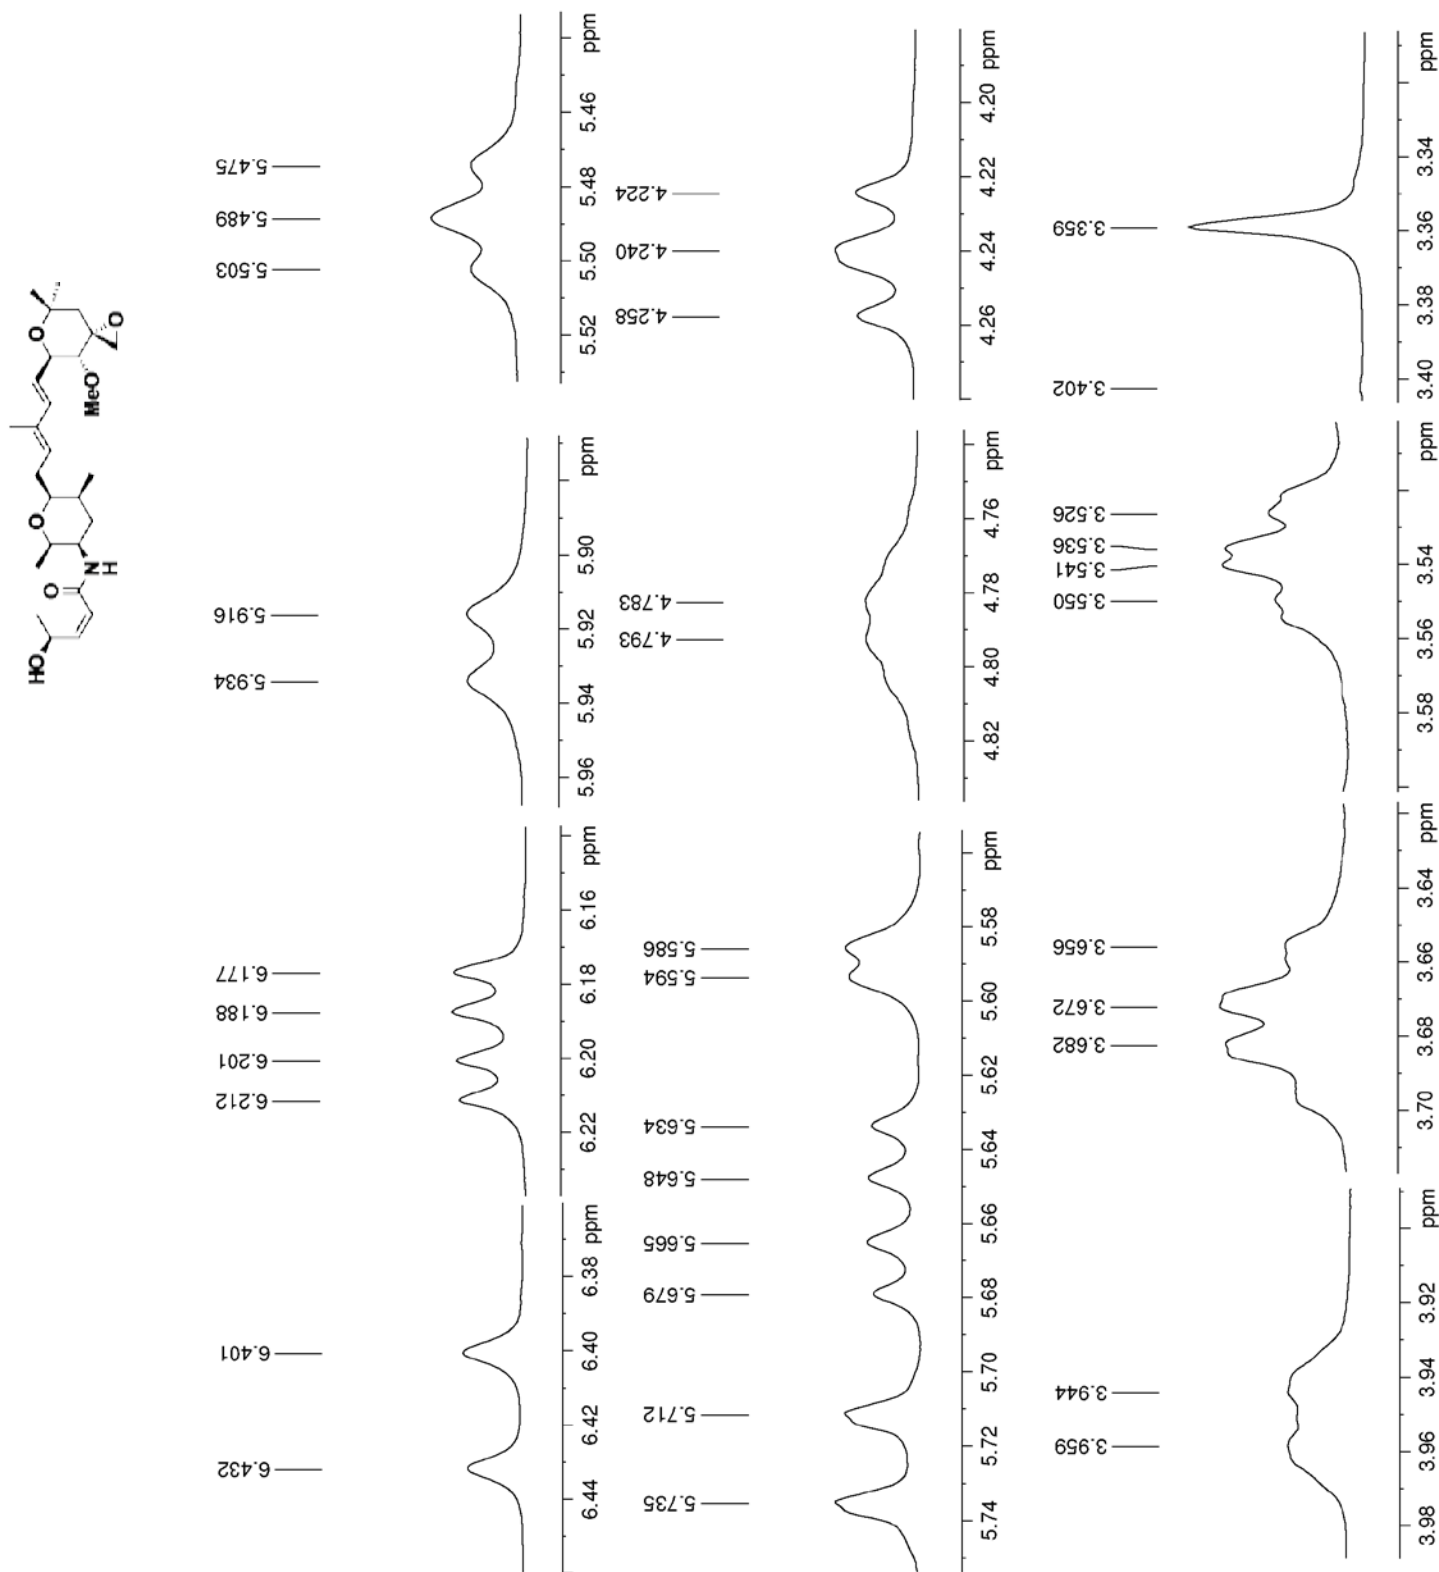 HO
O
N
H
O
MeO
O
O
6.432 6.401
6.212 6.201 6.188 6.177
5.934 5.916
5.503 5.489 5.475
6.44 6.42 6.40 6.38 ppm
6.22 6.20 6.18 6.16 ppm
5.96 5.94 5.92 5.90 ppm
5.52 5.50 5.48 5.46 ppm
5.735 5.712 5.679 5.665 5.648 5.634 5.594 5.586
4.793 4.783
4.258 4.240 4.224
5.74 5.72 5.70 5.68 5.66 5.64 5.62 5.60 5.58 ppm
4.82 4.80 4.78 4.76 ppm
4.26 4.24 4.22 4.20 ppm
3.959 3.944
3.682 3.672 3.656
3.550 3.541 3.536 3.526
3.402 3.359
3.98 3.96 3.94 3.92 ppm
3.70 3.68 3.66 3.64 ppm
3.58 3.56 3.54 ppm
3.40 3.38 3.36 3.34 ppm